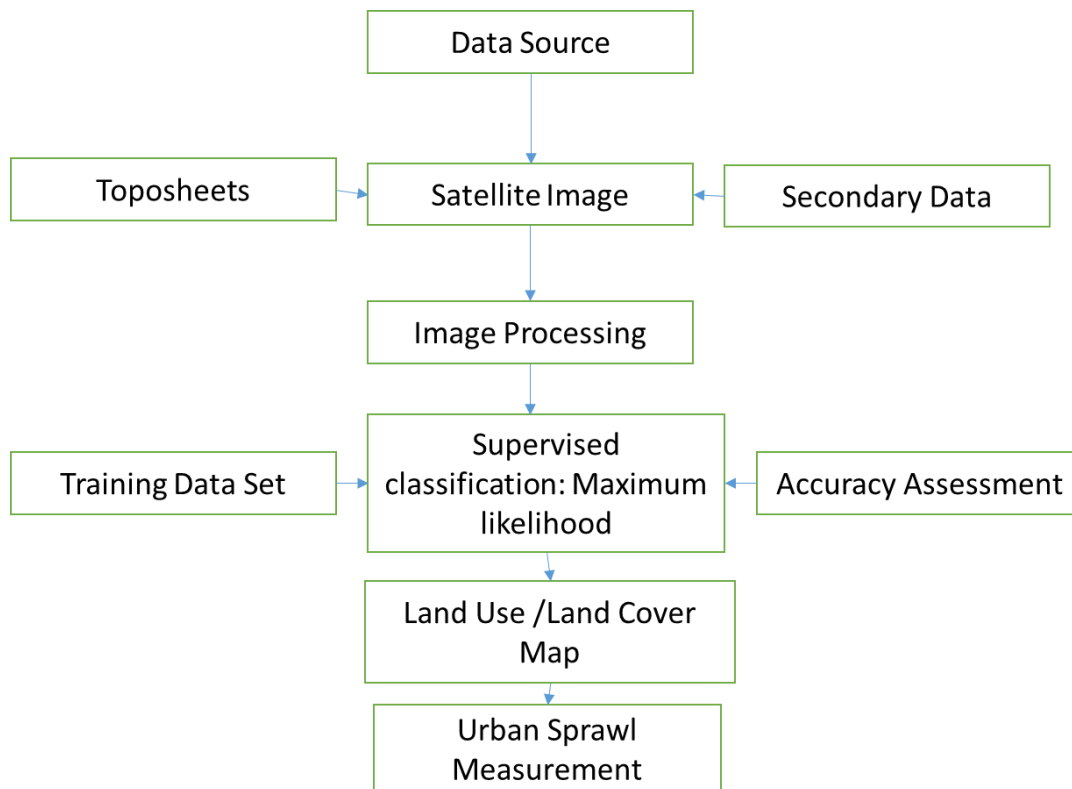 Data Source
Toposheets
Satellite Image
Secondary Data
Image Processing
Training Data Set
Supervised
classification: Maximum
likelihood
Accuracy Assessment
Land Use /Land Cover
Map
Urban Sprawl
Measurement